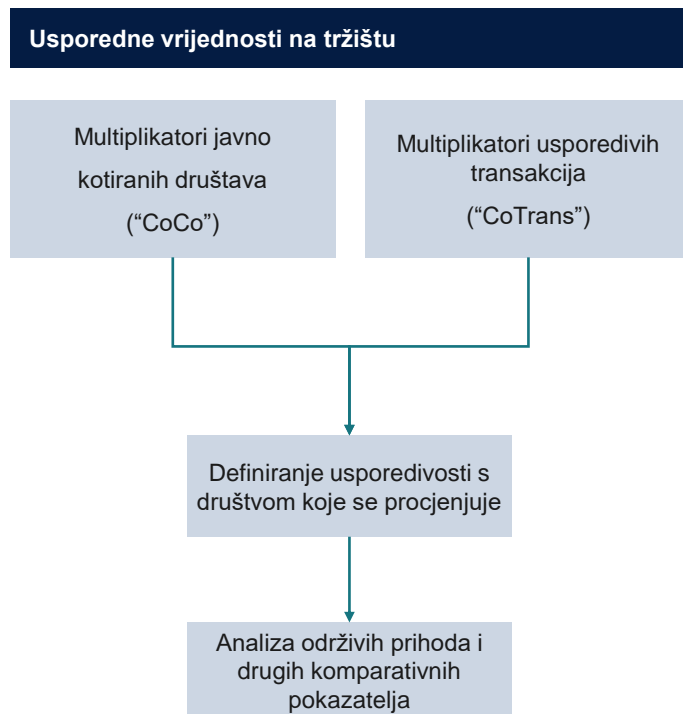 Usporedne vrijednosti na tržištu
Multiplikatori javno
kotiranih društava
(“CoCo”)
Multiplikatori usporedivih
transakcija
(“CoTrans”)
Definiranje usporedivosti s
društvom koje se procjenjuje
Analiza održivih prihoda i
drugih komparativnih
pokazatelja